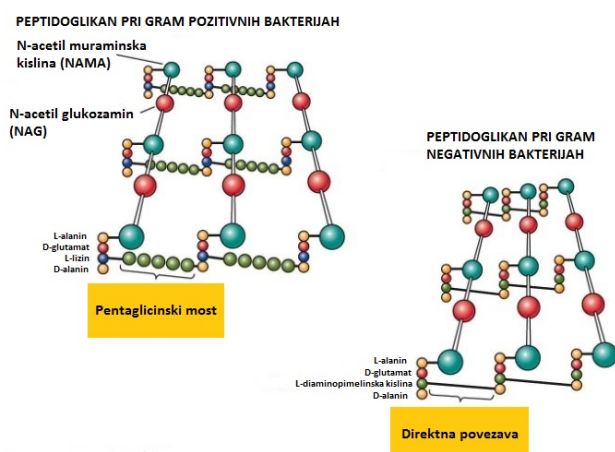 PEPTIDOGLIKAN PRI GRAM POZITIVNIH BAKTERIJAH
N-acetil muraminska
kislina (NAMA)
N-acetil glukozamin
(NAG)
L-alanin
D-glutamat
L-lizin
D-alanin
Pentaglicinski most
PEPTIDOGLIKAN PRI GRAM
NEGATIVNIH BAKTERIJAH
L-alanin
D-glutamat
L-diaminopimelinska kislina
D-alanin
Direktna povezava